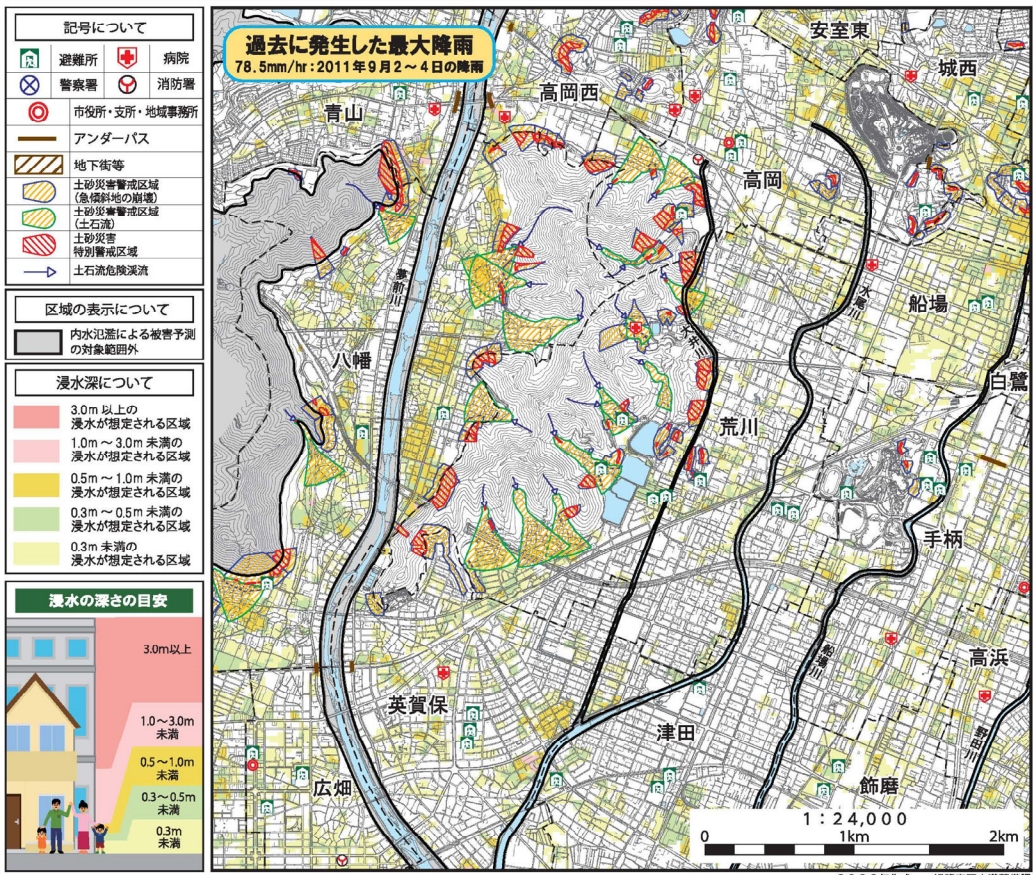 記号について
避難所
病院
警察署
消防署
市役所・支所・地域事務所
アンダーパス
地下街等
土砂災害警戒区域
(急傾斜地の崩壊)
土砂災害警戒区域
(土石流)
土砂災害
特別警戒区域
土石流危険渓流
区域の表示について
内水氾濫による被害予測
の対象範囲外
浸水深について
3.0m 以上の
浸水が想定される区域
1.0m ～ 3.0m 未満の
浸水が想定される区域
0.5m ～ 1.0m 未満の
浸水が想定される区域
0.3m ～ 0.5m 未満の
浸水が想定される区域
0.3m 未満の
浸水が想定される区域
浸水の深さの目安
3.0m以上
1.0～3.0m
未満
0.5～1.0m
未満
0.3～0.5m
未満
0.3m
未満
過去に発生した最大降雨
78.5mm/hr：2011年9月2～4日の降雨
安室東
城西
高岡西
青山
高岡
夢前川
水尾川
船場
大井川
八幡
白鷺
荒川
手柄
船場川
高浜
英賀保
津田
野田川
広畑
飾磨
1：24,000
0
1km
2km